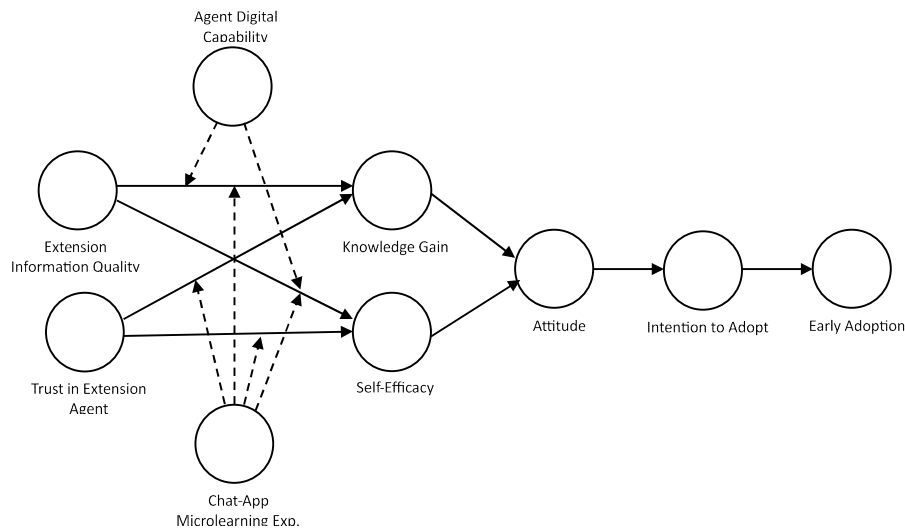 Agent Digital
Capability
Extension
Information Quality
Knowledge Gain
Trust in Extension
Agent
Self-Efficacy
Attitude
Intention to Adopt
Early Adoption
Chat-App
Microlearning Exp.